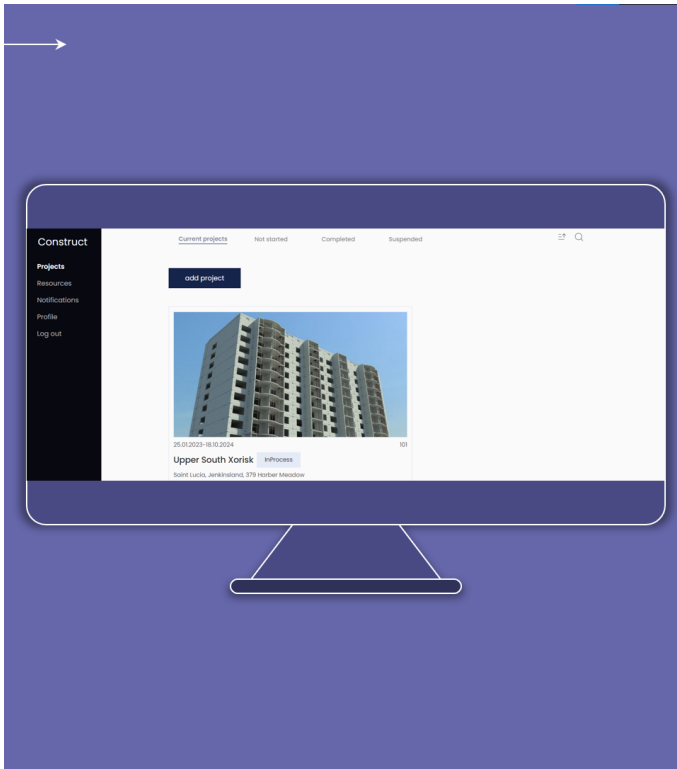 Construct
Projects
Resources
Notifications
Profile
Log out
Current projects Not started Completed Suspended
add project
25.01.2023-18.10.2024 101
Upper South Xorisk InProcess
Saint Lucia, Jenkinsland, 379 Harber Meadow